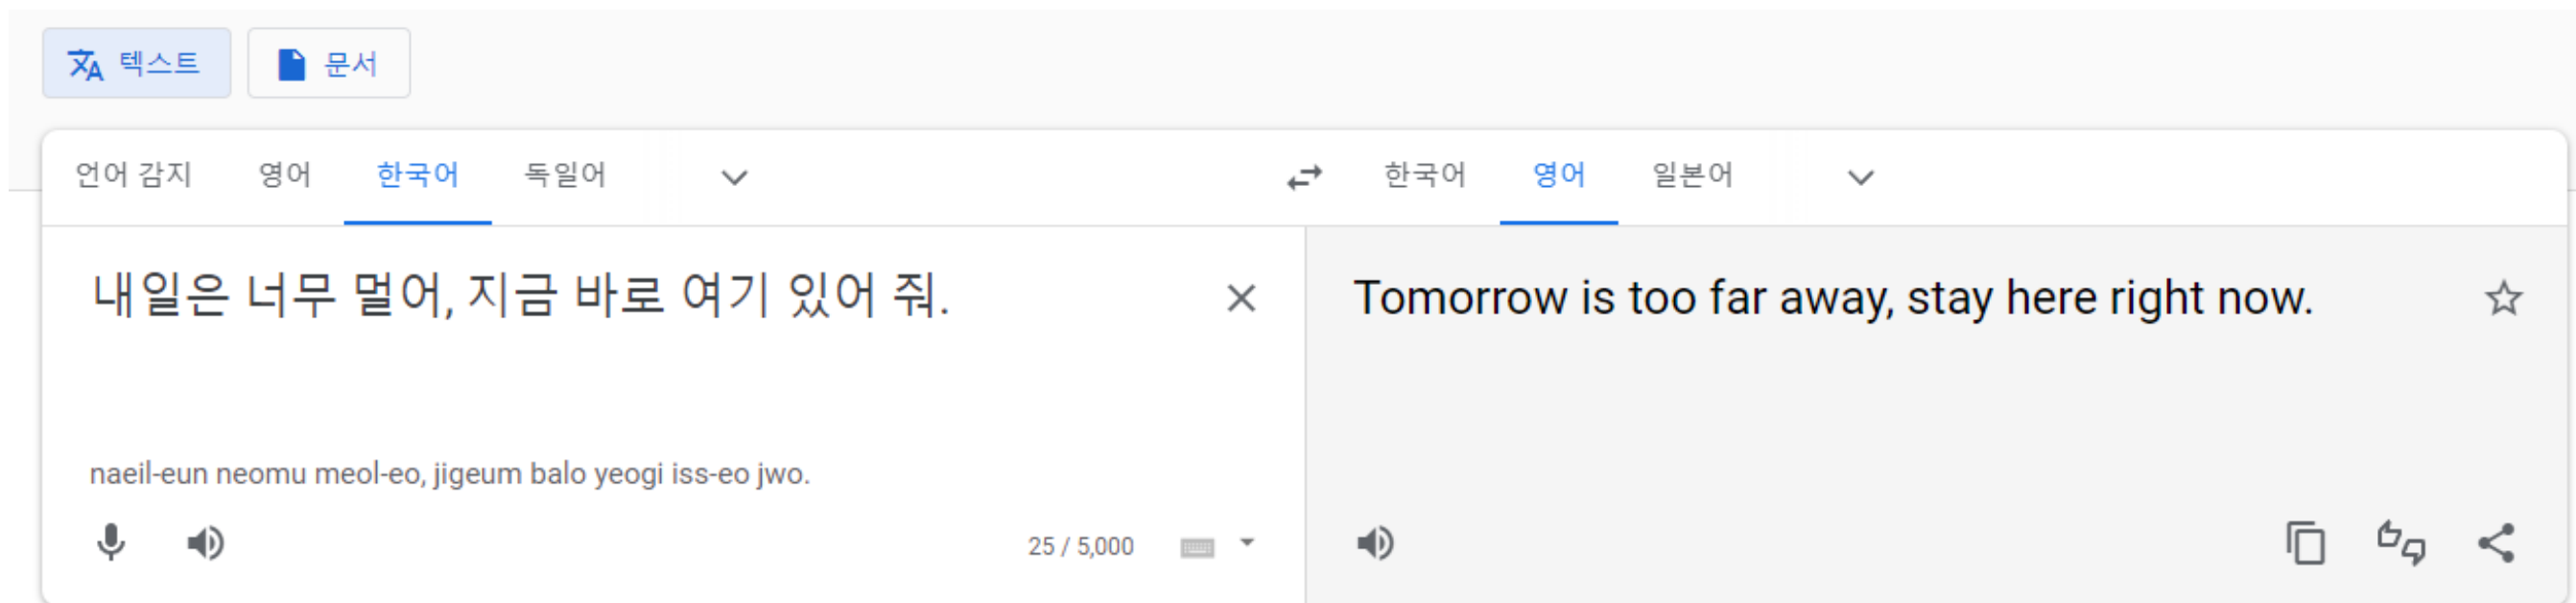 텍스트 문서
언어 감지 영어 한국어 독일어 한국어 영어 일본어
내일은 너무 멀어, 지금 바로 여기 있어 줘.
Tomorrow is too far away, stay here right now.
naeil-eun neomu meol-eo, jigeum balo yeogi iss-eo jwo.
25 / 5,000